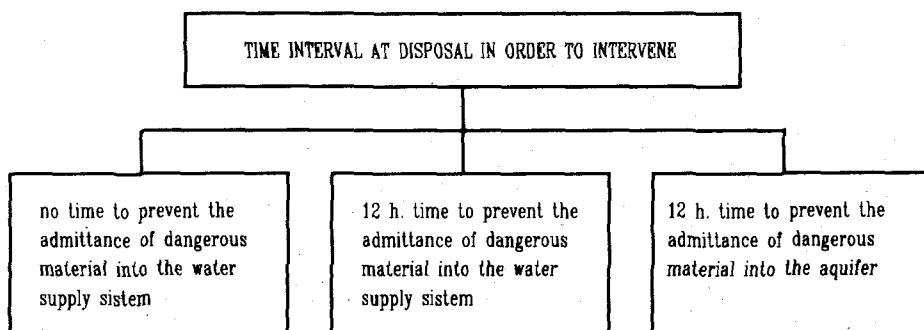 TIME INTERVAL AT DISPOSAL IN ORDER TO INTERVENE
no time to prevent the
admittance of dangerous
material into the water
supply sistem
12 h. time to prevent the
admittance of dangerous
material into the water
supply sistem
12 h. time to prevent the
admittance of dangerous
material into the aquifer